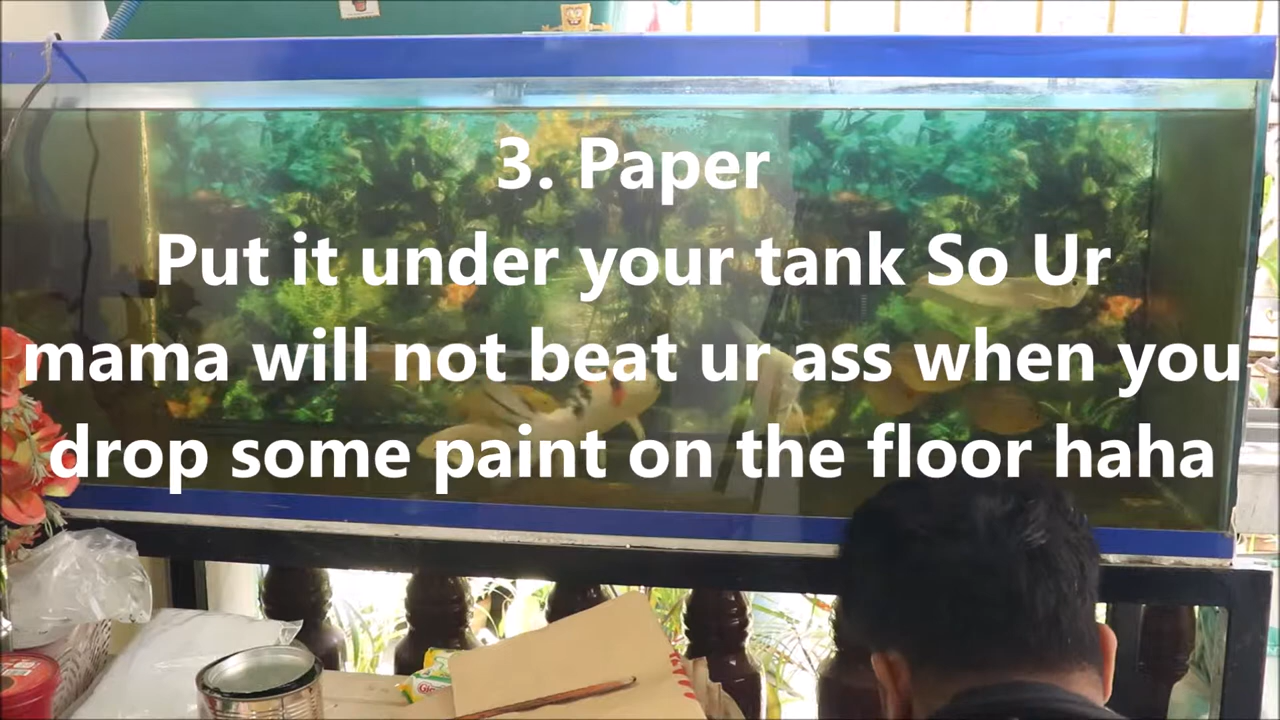 3. Paper
Put it under your tank So Ur
mama will not beat ur ass when you
drop some paint on the floor haha